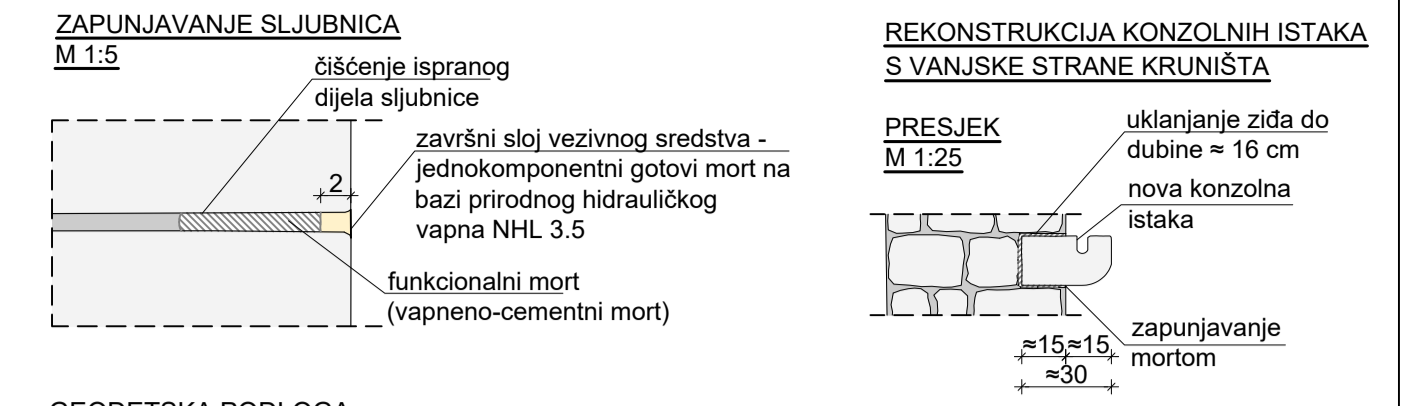 ZAPUNJAVANJE SLJUBNICA
M 1:5
čišćenje ispranog
dijela sljubnice
završni sloj vezivnog sredstva -
jednokomponentni gotovi mort na
bazi prirodnog hidrauličkog
vapna NHL 3.5
2
funkcionalni mort
(vapneno-cementni mort)
REKONSTRUKCIJA KONZOLNIH ISTAKA
S VANJSKE STRANE KRUNIŠTA
PRESJEK
M 1:25
uklanjanje ziđa do
dubine ≈ 16 cm
nova konzolna
istaka
zapunjavanje
mortom
≈15 ≈15
≈30
GEODETSKA PODLOGA